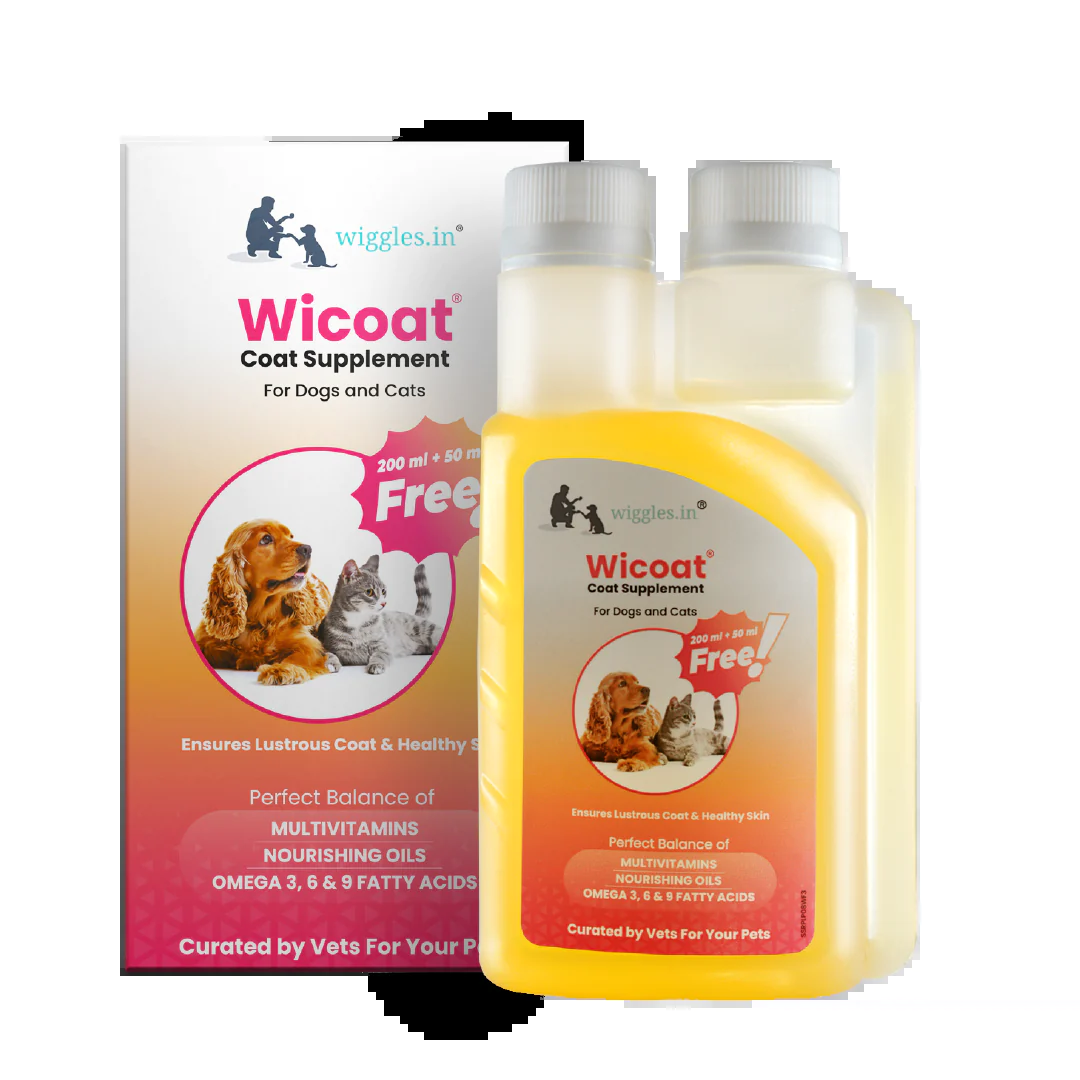 wiggles.in®
Wicoat®
Coat Supplement
For Dogs and Cats
200 ml + 50 m
Free
Ensures Lustrous Coat & Healthy S
Perfect Balance of
MULTIVITAMINS
NOURISHING OILS
OMEGA 3, 6 & 9 FATTY ACIDS
Curated by Vets For Your P
wiggles.in®
Wicoat®
Coat Supplement
For Dogs and Cats
200 ml + 50 ml
Free!
Ensures Lustrous Coat & Healthy Skin
Perfect Balance of
MULTIVITAMINS
NOURISHING OILS
OMEGA 3, 6 & 9 FATTY ACIDS
Curated by Vets For Your Pets